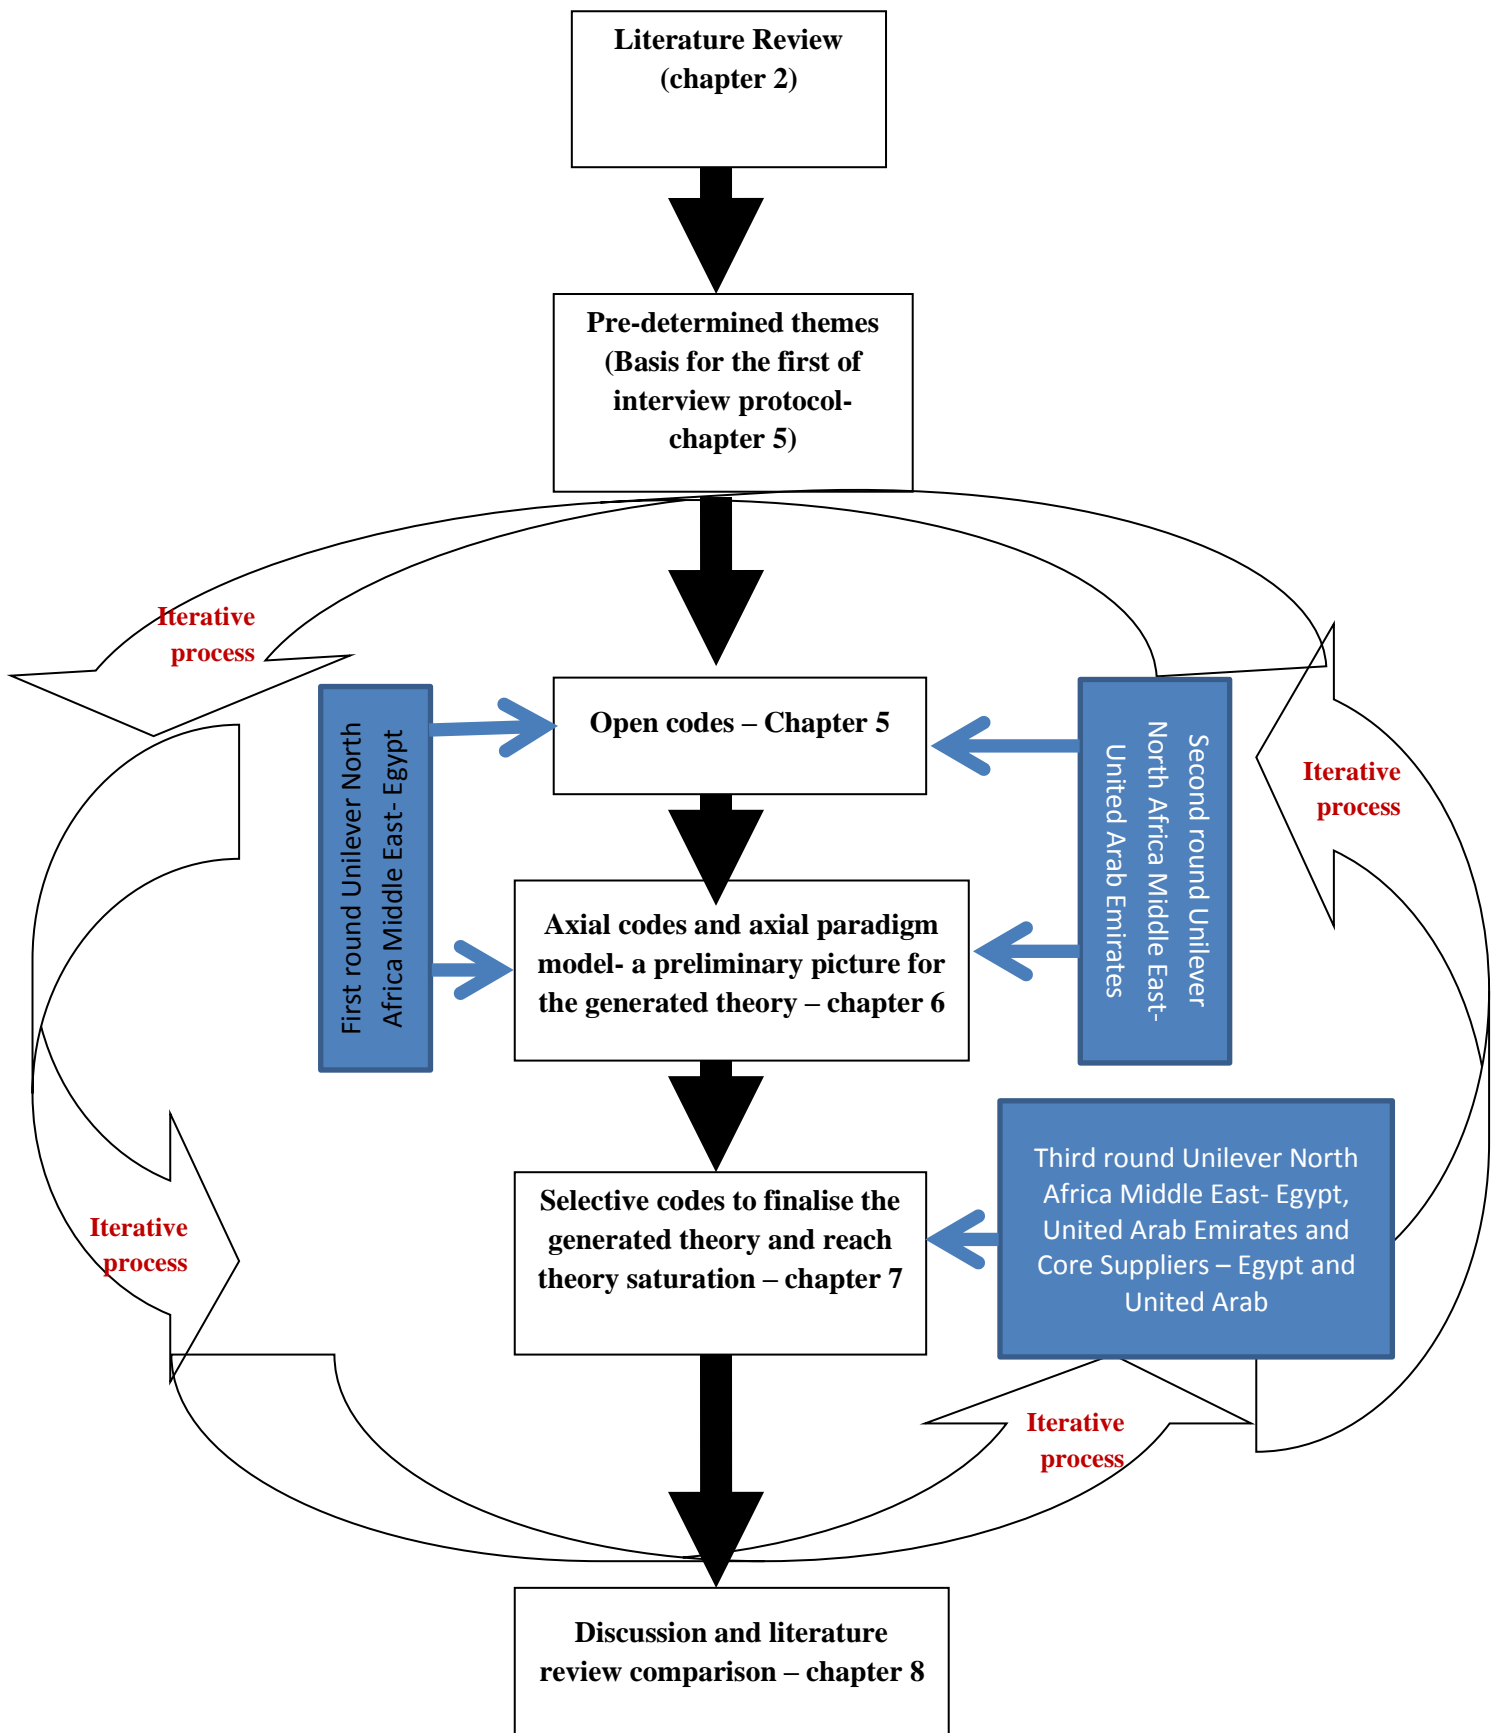 Literature Review
(chapter 2)
Pre-determined themes
(Basis for the first of
interview protocol-
chapter 5)
Iterative
process
Open codes – Chapter 5
First round Unilever North
Africa Middle East- Egypt
Second round Unilever
North Africa Middle East-
United Arab Emirates
Iterative
process
Axial codes and axial paradigm
model- a preliminary picture for
the generated theory – chapter 6
Selective codes to finalise the
generated theory and reach
theory saturation – chapter 7
Third round Unilever North
Africa Middle East- Egypt,
United Arab Emirates and
Core Suppliers – Egypt and
United Arab
Iterative
process
Iterative
process
Discussion and literature
review comparison – chapter 8